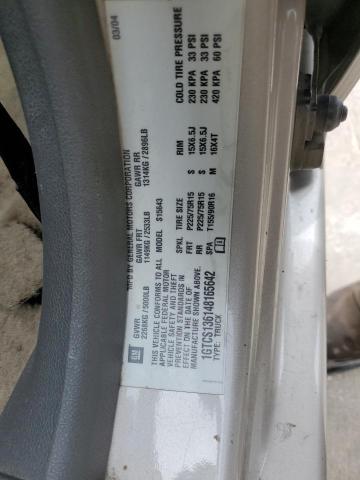 MFD BY GENERAL MOTORS CORPORATION 03/04
GVWR GAWR FRT GAWR RR
2268KG / 5000LB 1149KG / 2533LB 1314KG / 2896LB
THIS VEHICLE CONFORMS TO ALL
APPLICABLE FEDERAL MOTOR
VEHICLE SAFETY AND THEFT
PREVENTION STANDARDS IN
EFFECT ON THE DATE OF
MANUFACTURE SHOWN ABOVE.
1GTCS136148165642
TYPE: TRUCK
MODEL: S15643
SPKL TIRE SIZE RIM COLD TIRE PRESSURE
FRT P225/75R15 S 15X6.5J 230 KPA 33 PSI
RR P225/75R15 S 15X6.5J 230 KPA 33 PSI
SPA T155/90R16 M 16X4T 420 KPA 60 PSI
GM